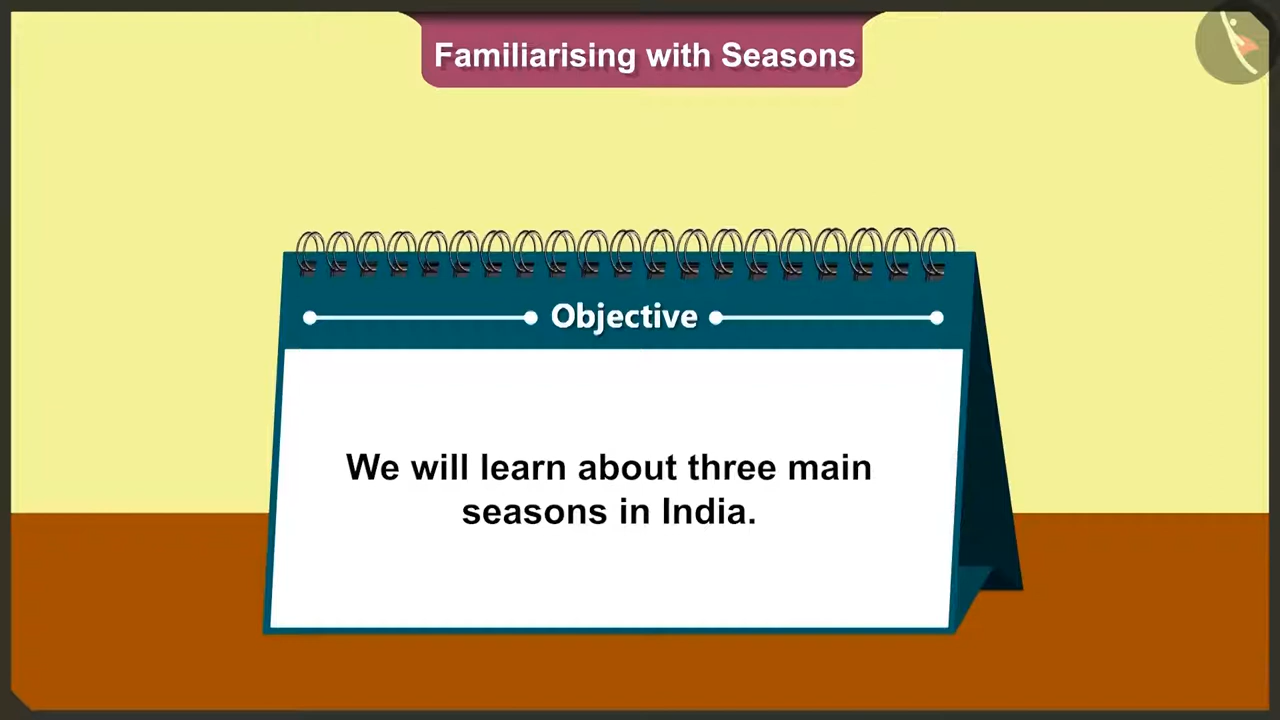 Familiarising with Seasons
Objective
We will learn about three main
seasons in India.